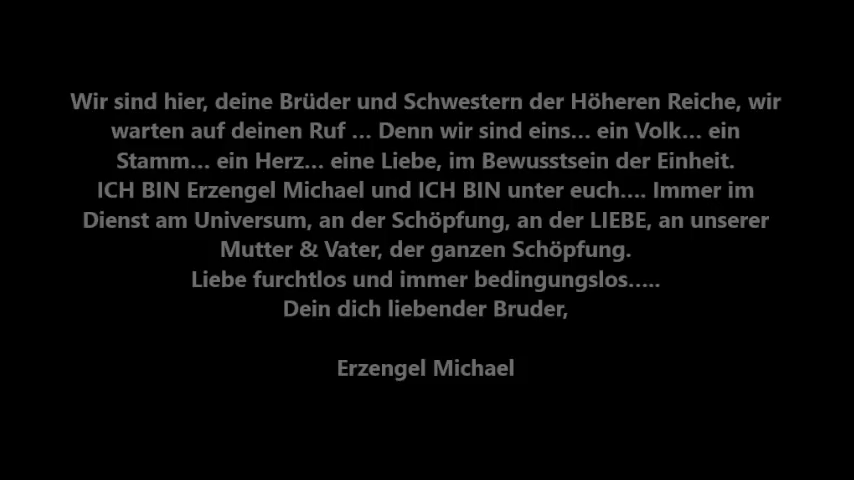 Wir sind hier, deine Brüder und Schwestern der Höheren Reiche, wir
warten auf deinen Ruf ... Denn wir sind eins... ein Volk... ein
Stamm... ein Herz... eine Liebe, im Bewusstsein der Einheit.
ICH BIN Erzengel Michael und ICH BIN unter euch.... Immer im
Dienst am Universum, an der Schöpfung, an der LIEBE, an unserer
Mutter & Vater, der ganzen Schöpfung.
Liebe furchtlos und immer bedingungslos.....
Dein dich liebender Bruder,
Erzengel Michael